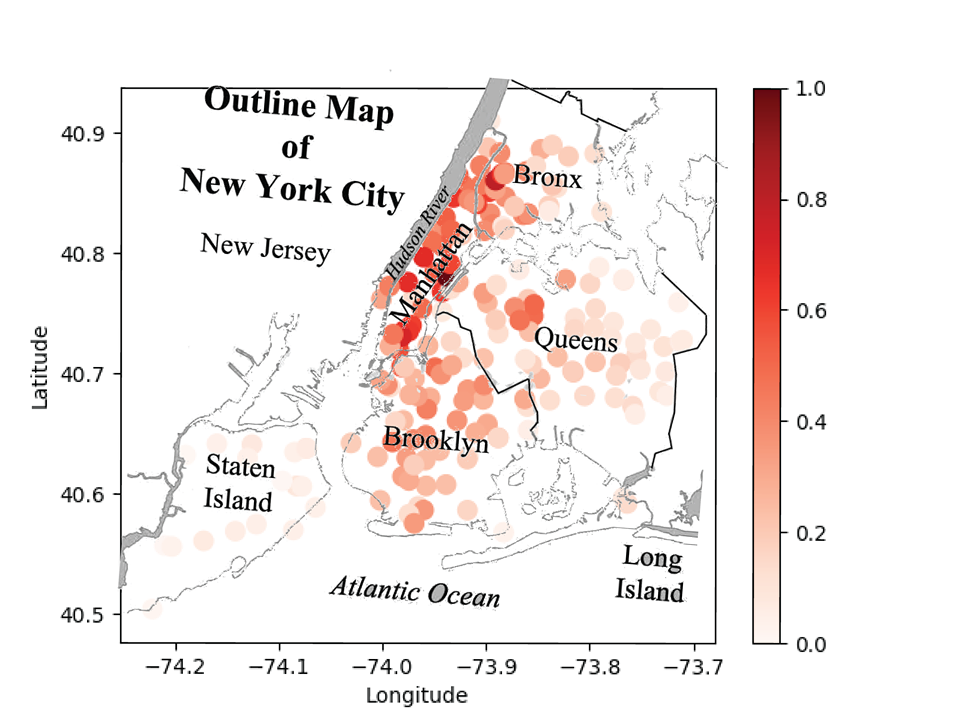 Outline Map
of
New York City
New Jersey
Hudson River
Manhattan
Bronx
Queens
Brooklyn
Staten
Island
Long
Island
Atlantic Ocean
Latitude
40.9
40.8
40.7
40.6
40.5
−74.2
−74.1
−74.0
−73.9
−73.8
−73.7
Longitude
1.0
0.8
0.6
0.4
0.2
0.0